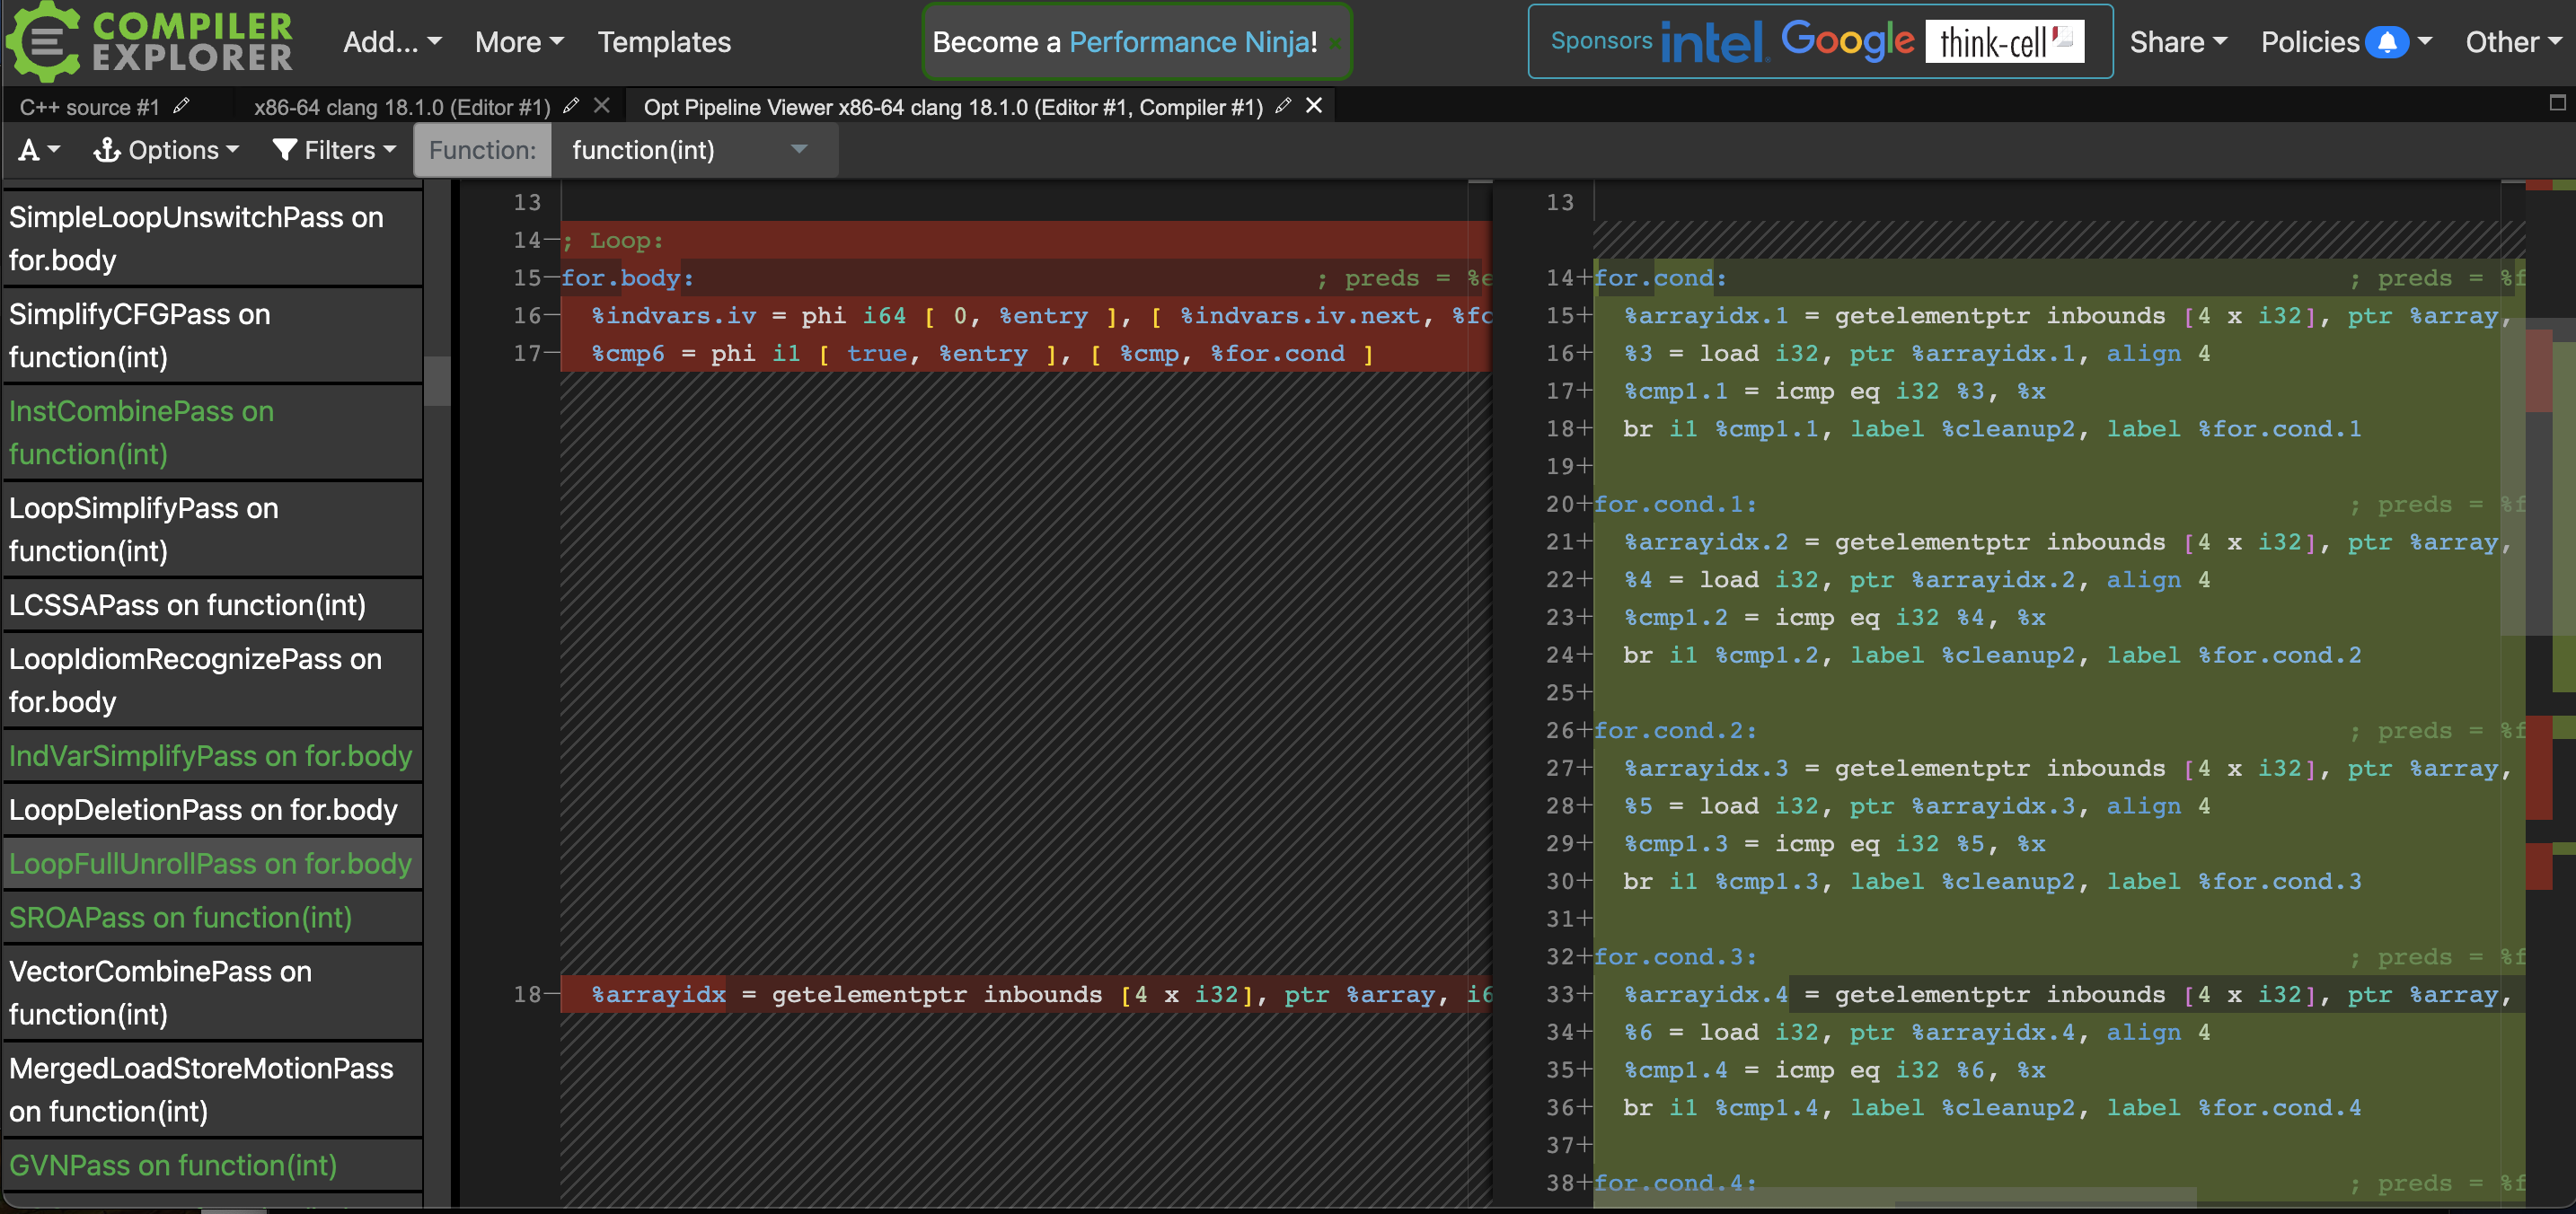 COMPILER EXPLORER
Add...
More
Templates
Become a Performance Ninja!
Sponsors intel. Google think-cell
Share
Policies
Other
C++ source #1
x86-64 clang 18.1.0 (Editor #1)
Opt Pipeline Viewer x86-64 clang 18.1.0 (Editor #1, Compiler #1)
A
Options
Filters
Function:
function(int)
SimpleLoopUnswitchPass on
for.body
SimplifyCFGPass on
function(int)
InstCombinePass on
function(int)
LoopSimplifyPass on
function(int)
LCSSAPass on function(int)
LoopIdiomRecognizePass on
for.body
IndVarSimplifyPass on for.body
LoopDeletionPass on for.body
LoopFullUnrollPass on for.body
SROAPass on function(int)
VectorCombinePass on
function(int)
MergedLoadStoreMotionPass
on function(int)
GVNPass on function(int)
13
14− ; Loop:
15− for.body: ; preds = %e
16− %indvars.iv = phi i64 [ 0, %entry ], [ %indvars.iv.next, %fo
17− %cmp6 = phi i1 [ true, %entry ], [ %cmp, %for.cond ]
18− %arrayidx = getelementptr inbounds [4 x i32], ptr %array, i6
13
14+ for.cond: ; preds = %f
15+ %arrayidx.1 = getelementptr inbounds [4 x i32], ptr %array,
16+ %3 = load i32, ptr %arrayidx.1, align 4
17+ %cmp1.1 = icmp eq i32 %3, %x
18+ br i1 %cmp1.1, label %cleanup2, label %for.cond.1
19+
20+ for.cond.1: ; preds = %f
21+ %arrayidx.2 = getelementptr inbounds [4 x i32], ptr %array,
22+ %4 = load i32, ptr %arrayidx.2, align 4
23+ %cmp1.2 = icmp eq i32 %4, %x
24+ br i1 %cmp1.2, label %cleanup2, label %for.cond.2
25+
26+ for.cond.2: ; preds = %f
27+ %arrayidx.3 = getelementptr inbounds [4 x i32], ptr %array,
28+ %5 = load i32, ptr %arrayidx.3, align 4
29+ %cmp1.3 = icmp eq i32 %5, %x
30+ br i1 %cmp1.3, label %cleanup2, label %for.cond.3
31+
32+ for.cond.3: ; preds = %f
33+ %arrayidx.4 = getelementptr inbounds [4 x i32], ptr %array,
34+ %6 = load i32, ptr %arrayidx.4, align 4
35+ %cmp1.4 = icmp eq i32 %6, %x
36+ br i1 %cmp1.4, label %cleanup2, label %for.cond.4
37+
38+ for.cond.4: ; preds = %f